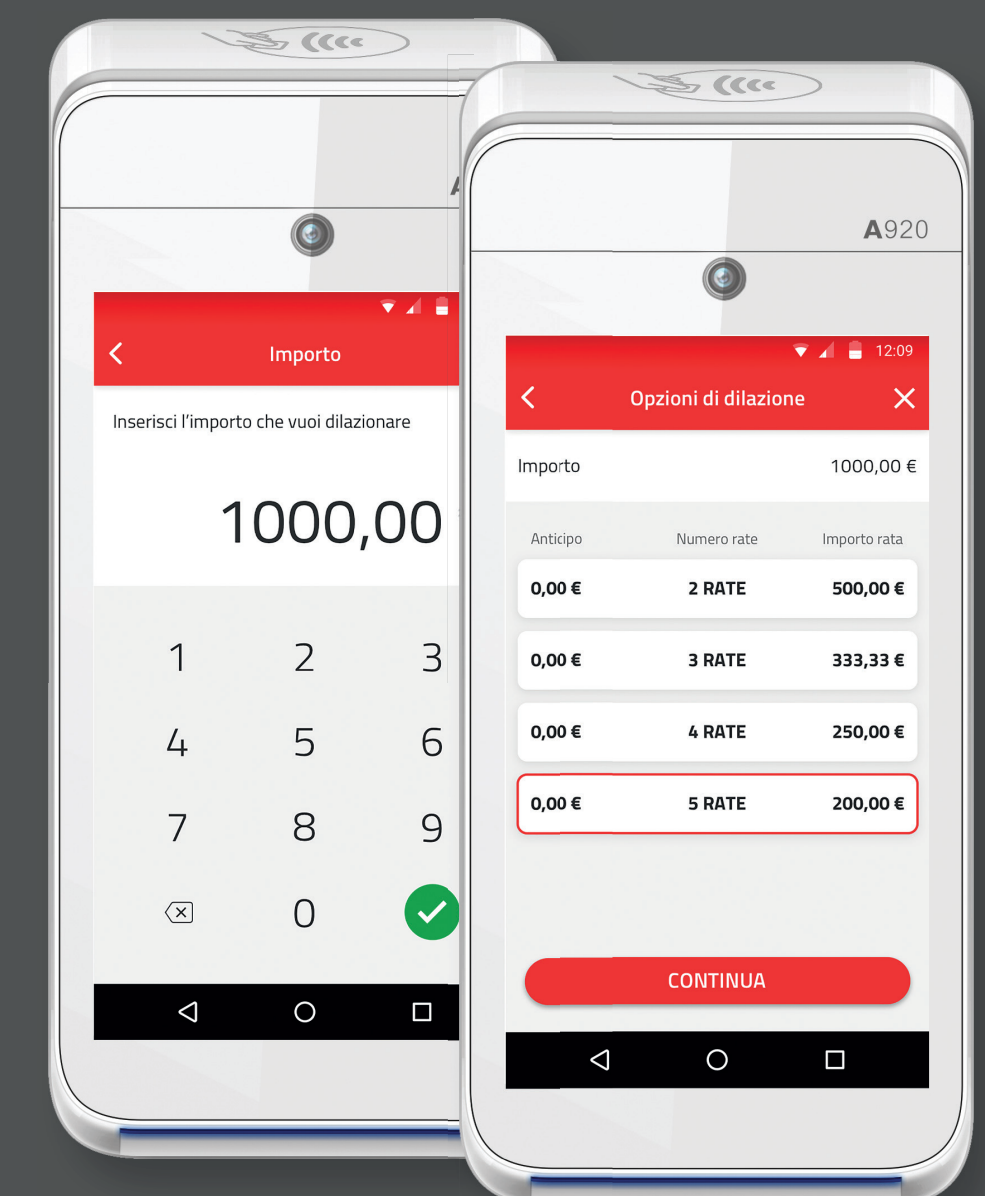 Importo
Inserisci l'importo che vuoi dilazionare
1000,00
1 2 3
4 5 6
7 8 9
0
A920
12:09
Opzioni di dilazione
Importo 1000,00 €
Anticipo Numero rate Importo rata
0,00 € 2 RATE 500,00 €
0,00 € 3 RATE 333,33 €
0,00 € 4 RATE 250,00 €
0,00 € 5 RATE 200,00 €
CONTINUA